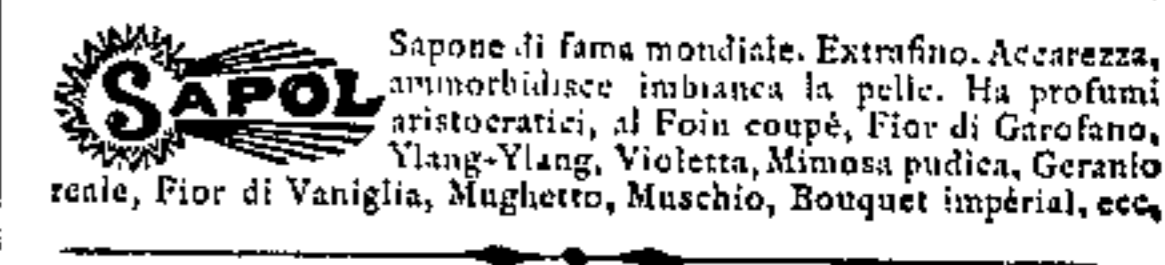 SAPOL
Sapone di fama mondiale. Extrafino. Accarezza,
ammorbidisce imbianca la pelle. Ha profumi
aristocratici, al Foin coupè, Fior di Garofano,
Ylang-Ylang, Violetta, Mimosa pudica, Geranio
reale, Fior di Vaniglia, Mughetto, Muschio, Bouquet impérial, ecc,